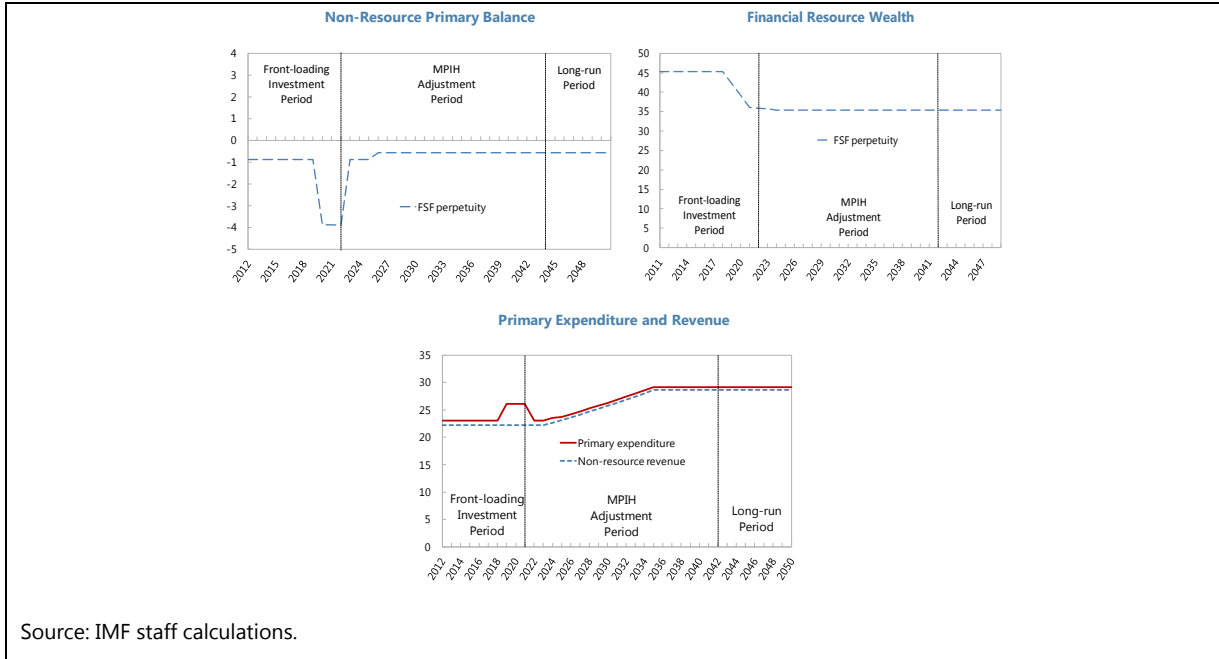 Non-Resource Primary Balance
4
3
2
1
0
-1
-2
-3
-4
-5
Front-loading
Investment
Period
MPIH
Adjustment
Period
Long-run
Period
FSF perpetuity
2012
2015
2018
2021
2024
2027
2030
2033
2036
2039
2042
2045
2048
Financial Resource Wealth
50
45
40
35
30
25
20
15
10
5
0
FSF perpetuity
Front-loading
Investment
Period
MPIH
Adjustment
Period
Long-run
Period
2011
2014
2017
2020
2023
2026
2029
2032
2035
2038
2041
2044
2047
Primary Expenditure and Revenue
35
30
25
20
15
10
5
0
Primary expenditure
Non-resource revenue
Front-loading
Investment
Period
MPIH
Adjustment
Period
Long-run
Period
2012
2014
2016
2018
2020
2022
2024
2026
2028
2030
2032
2034
2036
2038
2040
2042
2044
2046
2048
2050
Source: IMF staff calculations.